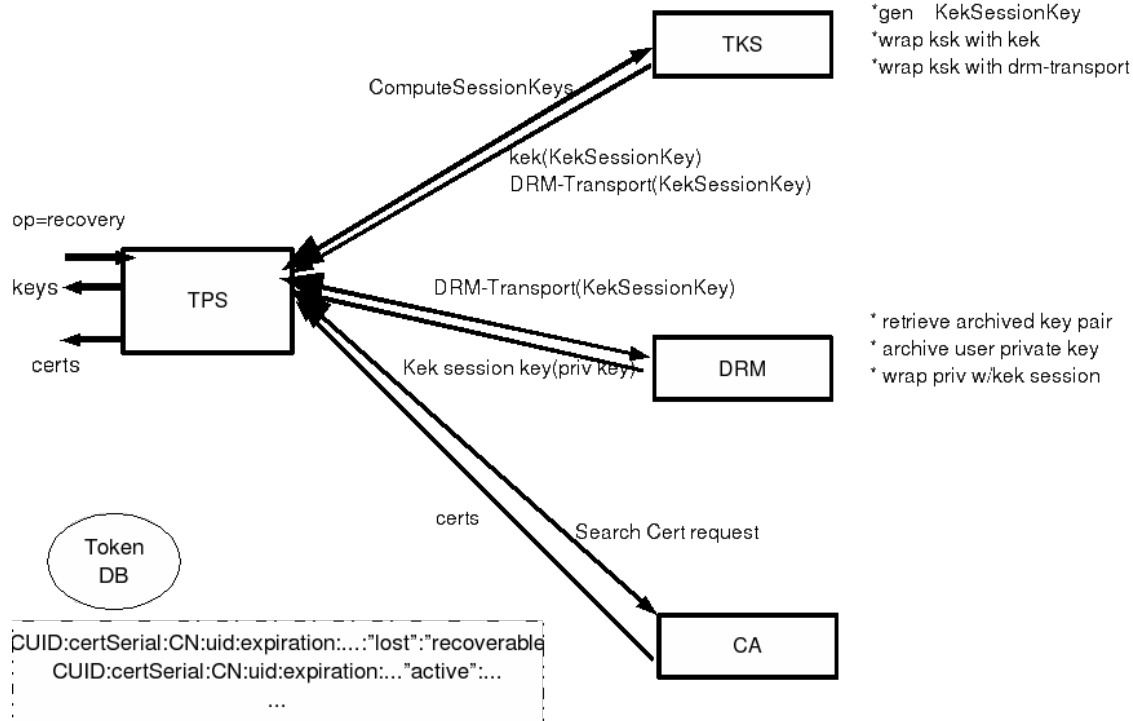 *gen KekSessionKey
TKS
*wrap ksk with kek
*wrap ksk with drm-transport
ComputeSessionKeys
kek(KekSessionKey)
DRM-Transport(KekSessionKey)
op=recovery
keys
TPS
DRM-Transport(KekSessionKey)
certs
Kek session key(priv key)
DRM
* retrieve archived key pair
* archive user private key
* wrap priv w/kek session
certs
Search Cert request
Token
DB
CUID:certSerial:CN:uid:expiration:...:"lost":"recoverable
CUID:certSerial:CN:uid:expiration:..."active":...
...
CA